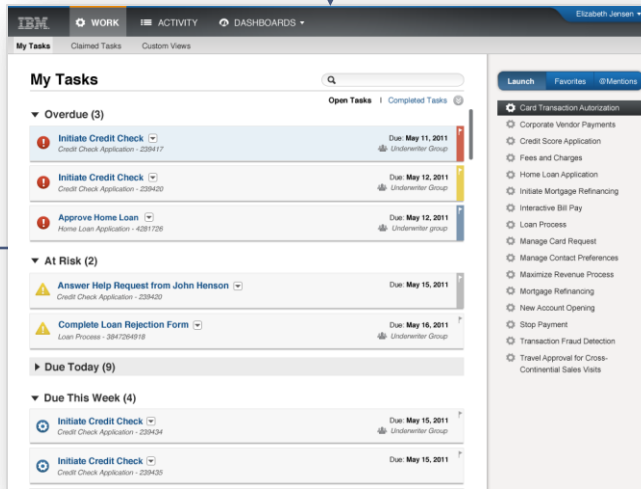 Elizabeth Jensen
IBM. WORK ACTIVITY DASHBOARDS
My Tasks Claimed Tasks Custom Views
My Tasks
Open Tasks | Completed Tasks
Overdue (3)
Initiate Credit Check Due: May 11, 2011
Credit Check Application - 239417 Underwriter Group
Initiate Credit Check Due: May 12, 2011
Credit Check Application - 239420 Underwriter Group
Approve Home Loan Due: May 12, 2011
Home Loan Application - 4281726 Underwriter group
At Risk (2)
Answer Help Request from John Henson Due: May 15, 2011
Credit Check Application - 239420
Complete Loan Rejection Form Due: May 16, 2011
Loan Process - 3847264918 Underwriter Group
Due Today (9)
Due This Week (4)
Initiate Credit Check Due: May 15, 2011
Credit Check Application - 239434 Underwriter Group
Initiate Credit Check Due: May 15, 2011
Credit Check Application - 239435
Launch Favorites @Mentions
Card Transaction Autorization
Corporate Vendor Payments
Credit Score Application
Fees and Charges
Home Loan Application
Initiate Mortgage Refinancing
Interactive Bill Pay
Loan Process
Manage Card Request
Manage Contact Preferences
Maximize Revenue Process
Mortgage Refinancing
New Account Opening
Stop Payment
Transaction Fraud Detection
Travel Approval for Cross-
Continential Sales Visits